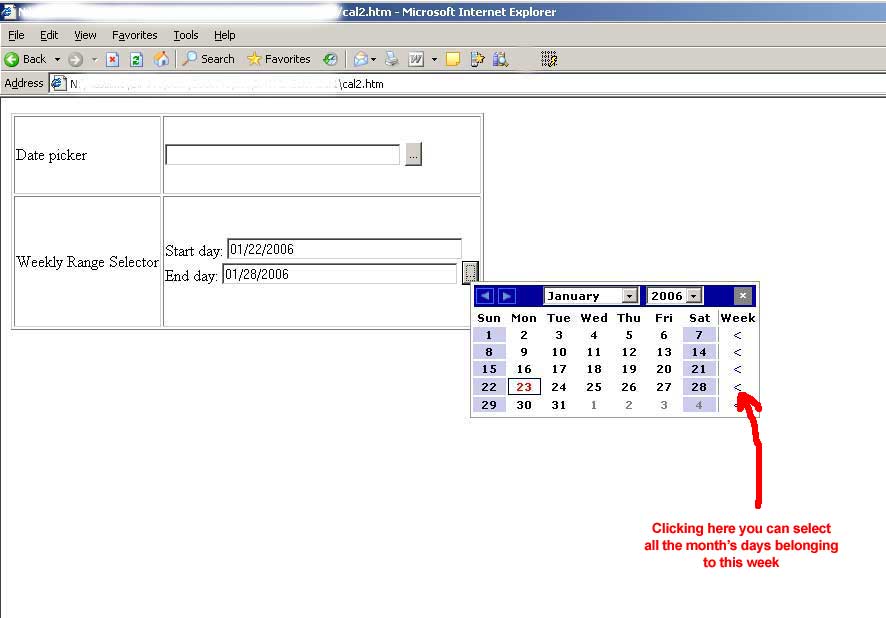 \cal2.htm - Microsoft Internet Explorer
File Edit View Favorites Tools Help
Back Search Favorites
Address \cal2.htm
Date picker ...
Weekly Range Selector
Start day: 01/22/2006
End day: 01/28/2006
January 2006 ×
Sun Mon Tue Wed Thu Fri Sat Week
1 2 3 4 5 6 7 <
8 9 10 11 12 13 14 <
15 16 17 18 19 20 21 <
22 23 24 25 26 27 28 <
29 30 31 1 2 3 4
Clicking here you can select
all the month's days belonging
to this week